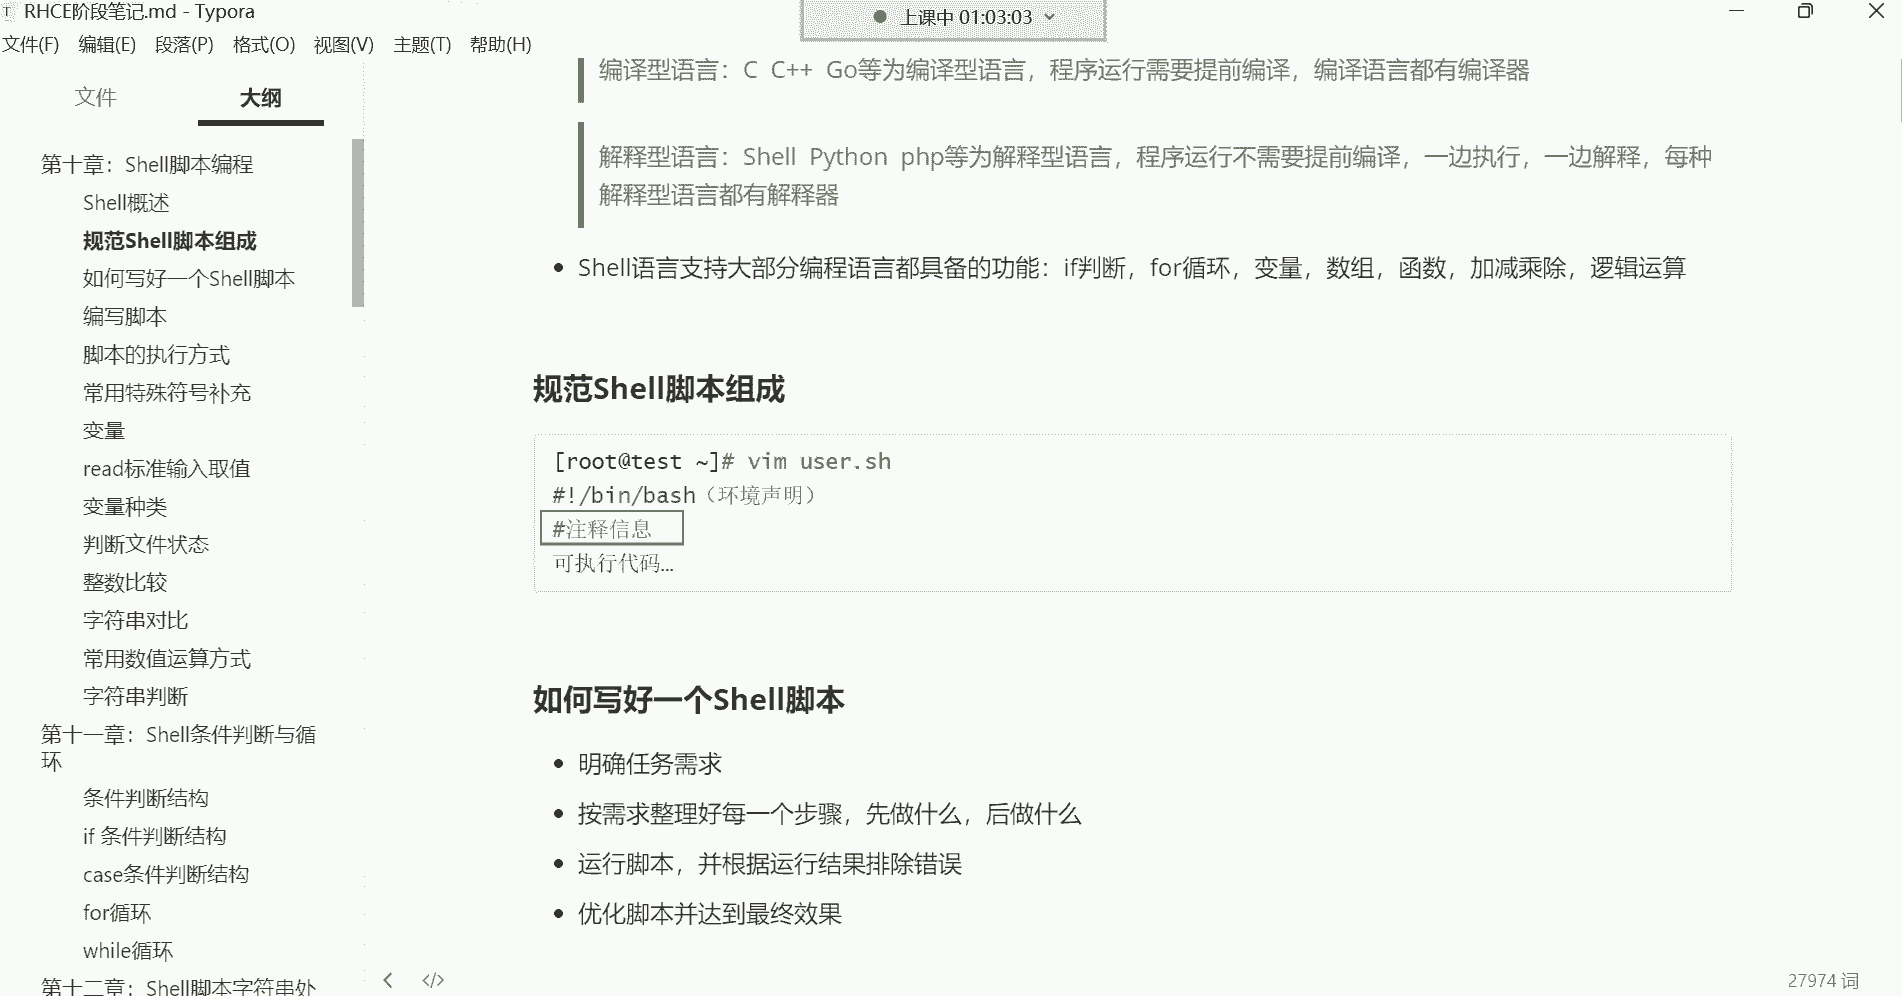 RHCE阶段笔记.md - Typora
上课中 01:03:03
文件(F) 编辑(E) 段落(P) 格式(O) 视图(V) 主题(T) 帮助(H)
文件 大纲
第十章：Shell脚本编程
Shell概述
规范Shell脚本组成
如何写好一个Shell脚本
编写脚本
脚本的执行方式
常用特殊符号补充
变量
read标准输入取值
变量种类
判断文件状态
整数比较
字符串对比
常用数值运算方式
字符串判断
第十一章：Shell条件判断与循
环
条件判断结构
if 条件判断结构
case条件判断结构
for循环
while循环
第十二章：Shell脚本字符串处
编译型语言：C C++ Go等为编译型语言，程序运行需要提前编译，编译语言都有编译器
解释型语言：Shell Python php等为解释型语言，程序运行不需要提前编译，一边执行，一边解释，每种
解释型语言都有解释器
Shell语言支持大部分编程语言都具备的功能：if判断，for循环，变量，数组，函数，加减乘除，逻辑运算
规范Shell脚本组成
[root@test ~]# vim user.sh
#!/bin/bash（环境声明）
#注释信息
可执行代码...
如何写好一个Shell脚本
明确任务需求
按需求整理好每一个步骤，先做什么，后做什么
运行脚本，并根据运行结果排除错误
优化脚本并达到最终效果
</> 27974 词